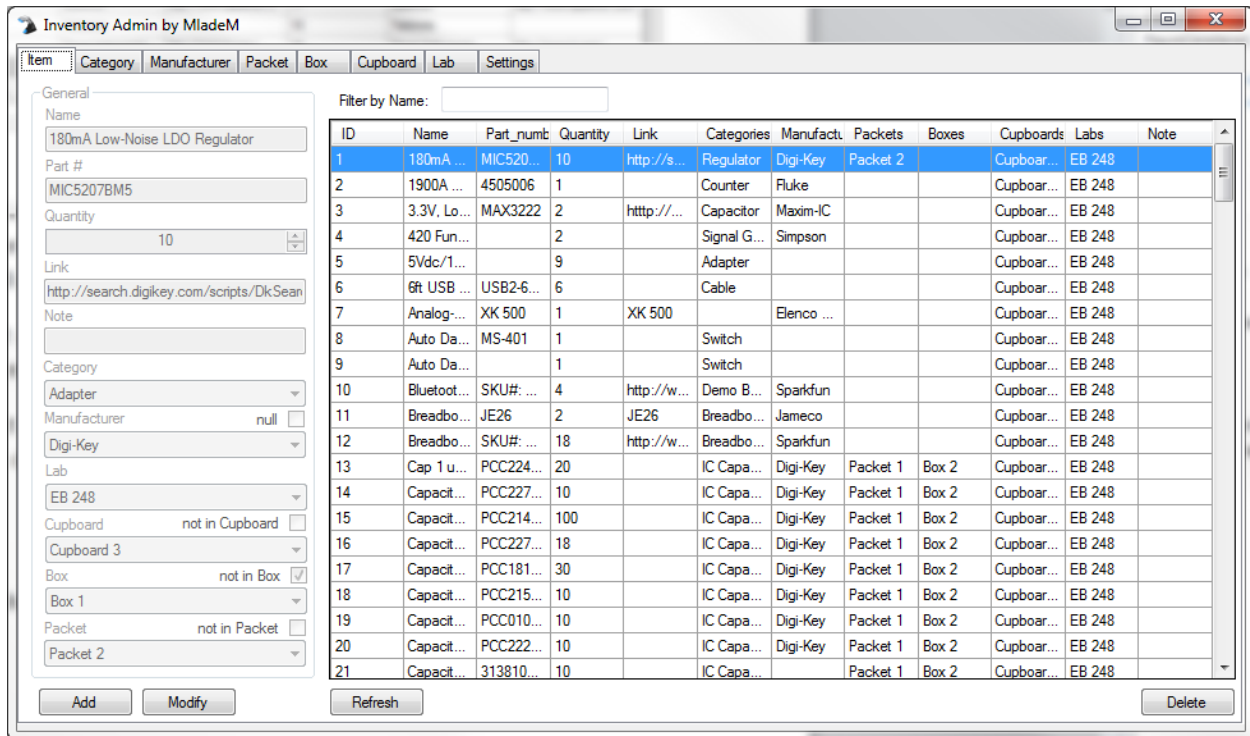 Inventory Admin by MladeM
Item Category Manufacturer Packet Box Cupboard Lab Settings
General
Name
180mA Low-Noise LDO Regulator
Part #
MIC5207BM5
Quantity
10
Link
http://search.digikey.com/scripts/DkSear
Note
Category
Adapter
Manufacturer null
Digi-Key
Lab
EB 248
Cupboard not in Cupboard
Cupboard 3
Box not in Box
Box 1
Packet not in Packet
Packet 2
Add Modify
Filter by Name:
ID Name Part_numb Quantity Link Categories Manufactu Packets Boxes Cupboards Labs Note
1 180mA ... MIC520... 10 http://s... Regulator Digi-Key Packet 2 Cupboar... EB 248
2 1900A ... 4505006 1 Counter Fluke Cupboar... EB 248
3 3.3V, Lo... MAX3222 2 htttp://... Capacitor Maxim-IC Cupboar... EB 248
4 420 Fun... 2 Signal G... Simpson Cupboar... EB 248
5 5Vdc/1... 9 Adapter Cupboar... EB 248
6 6ft USB ... USB2-6... 6 Cable Cupboar... EB 248
7 Analog-... XK 500 1 XK 500 Elenco ... Cupboar... EB 248
8 Auto Da... MS-401 1 Switch Cupboar... EB 248
9 Auto Da... 1 Switch Cupboar... EB 248
10 Bluetoot... SKU#: ... 4 http://w... Demo B... Sparkfun Cupboar... EB 248
11 Breadbo... JE26 2 JE26 Breadbo... Jameco Cupboar... EB 248
12 Breadbo... SKU#: ... 18 http://w... Breadbo... Sparkfun Cupboar... EB 248
13 Cap 1 u... PCC224... 20 IC Capa... Digi-Key Packet 1 Box 2 Cupboar... EB 248
14 Capacit... PCC227... 10 IC Capa... Digi-Key Packet 1 Box 2 Cupboar... EB 248
15 Capacit... PCC214... 100 IC Capa... Digi-Key Packet 1 Box 2 Cupboar... EB 248
16 Capacit... PCC227... 18 IC Capa... Digi-Key Packet 1 Box 2 Cupboar... EB 248
17 Capacit... PCC181... 30 IC Capa... Digi-Key Packet 1 Box 2 Cupboar... EB 248
18 Capacit... PCC215... 10 IC Capa... Digi-Key Packet 1 Box 2 Cupboar... EB 248
19 Capacit... PCC010... 10 IC Capa... Digi-Key Packet 1 Box 2 Cupboar... EB 248
20 Capacit... PCC222... 10 IC Capa... Digi-Key Packet 1 Box 2 Cupboar... EB 248
21 Capacit... 313810... 10 IC Capa... Packet 1 Box 2 Cupboar... EB 248
Refresh Delete